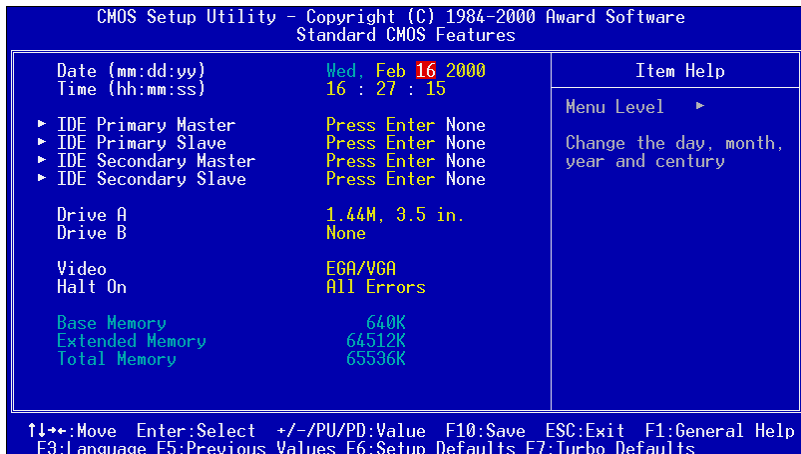 CMOS Setup Utility - Copyright (C) 1984-2000 Award Software
Standard CMOS Features
Date (mm:dd:yy) Wed, Feb 16 2000
Time (hh:mm:ss) 16 : 27 : 15
► IDE Primary Master Press Enter None
► IDE Primary Slave Press Enter None
► IDE Secondary Master Press Enter None
► IDE Secondary Slave Press Enter None
Drive A 1.44M, 3.5 in.
Drive B None
Video EGA/VGA
Halt On All Errors
Base Memory 640K
Extended Memory 64512K
Total Memory 65536K
Item Help
Menu Level ►
Change the day, month,
year and century
↑↓→←:Move Enter:Select +/-/PU/PD:Value F10:Save ESC:Exit F1:General Help
F3:Language F5:Previous Values F6:Setup Defaults F7:Turbo Defaults